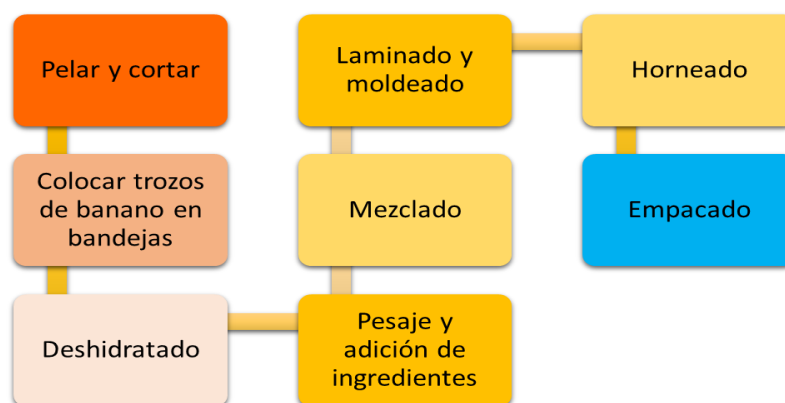 Pelar y cortar
Colocar trozos
de banano en
bandejas
Deshidratado
Pesaje y
adición de
ingredientes
Mezclado
Laminado y
moldeado
Horneado
Empacado